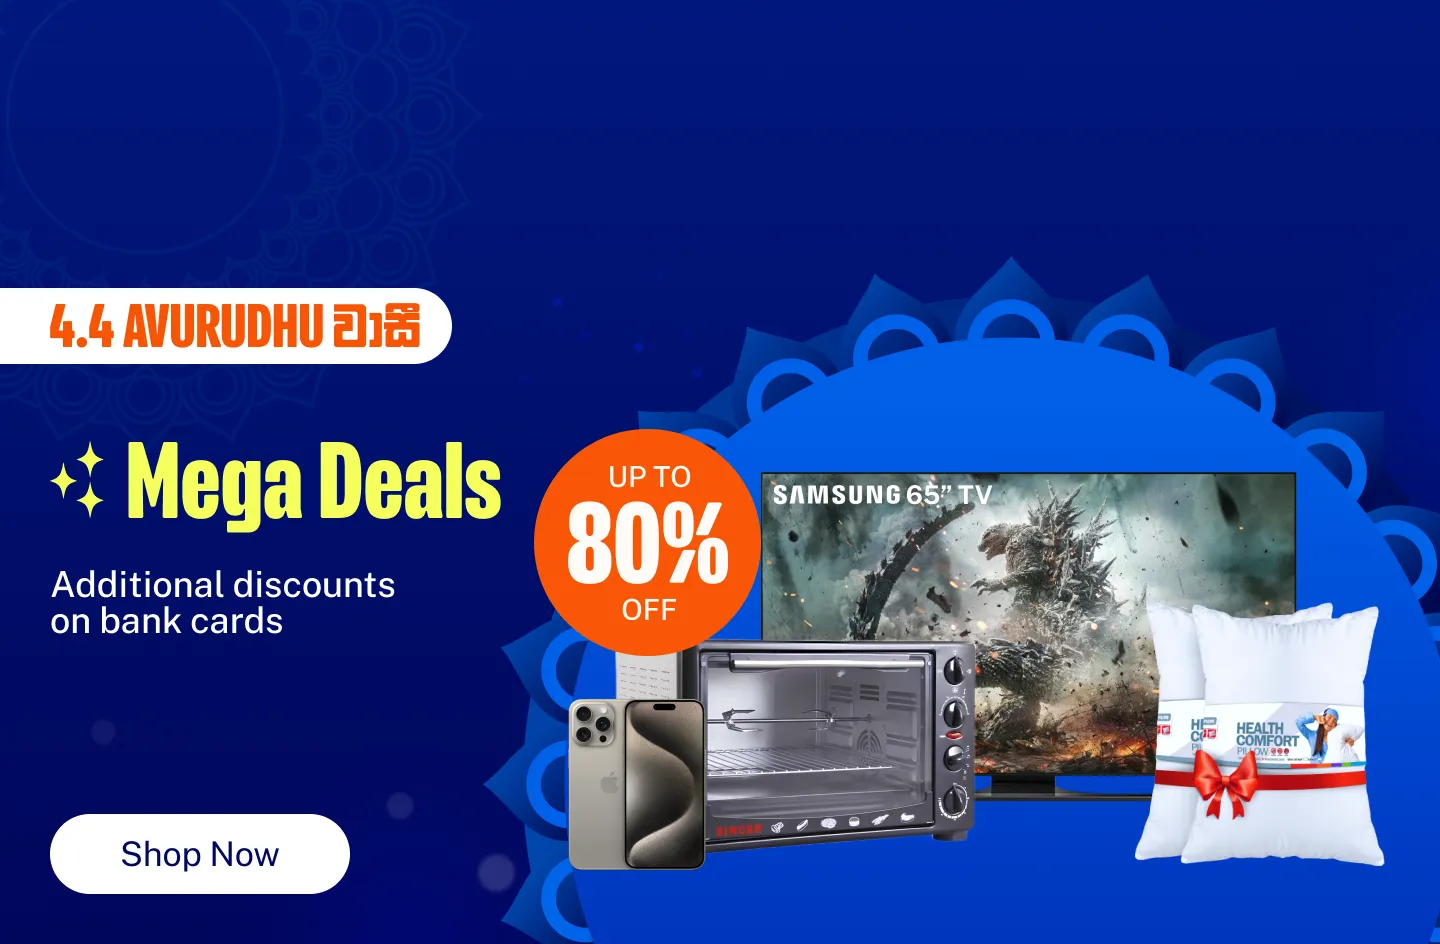 4.4 AVURUDHU වාසි
Mega Deals
Additional discounts
on bank cards
Shop Now
UP TO
80%
OFF
SAMSUNG 65” TV
SINGER
HEALTH
COMFORT
PILLOW